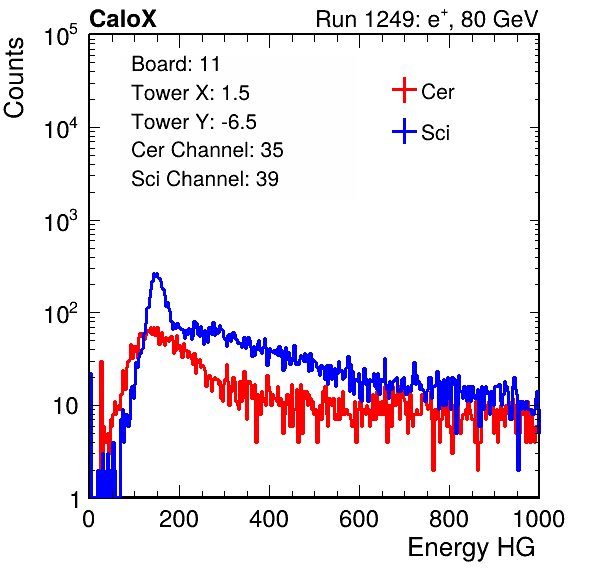 CaloX Run 1249: e⁺, 80 GeV
Counts
Board: 11
Tower X: 1.5
Tower Y: -6.5
Cer Channel: 35
Sci Channel: 39
Cer
Sci
10⁵
10⁴
10³
10²
10
1
0 200 400 600 800 1000
Energy HG